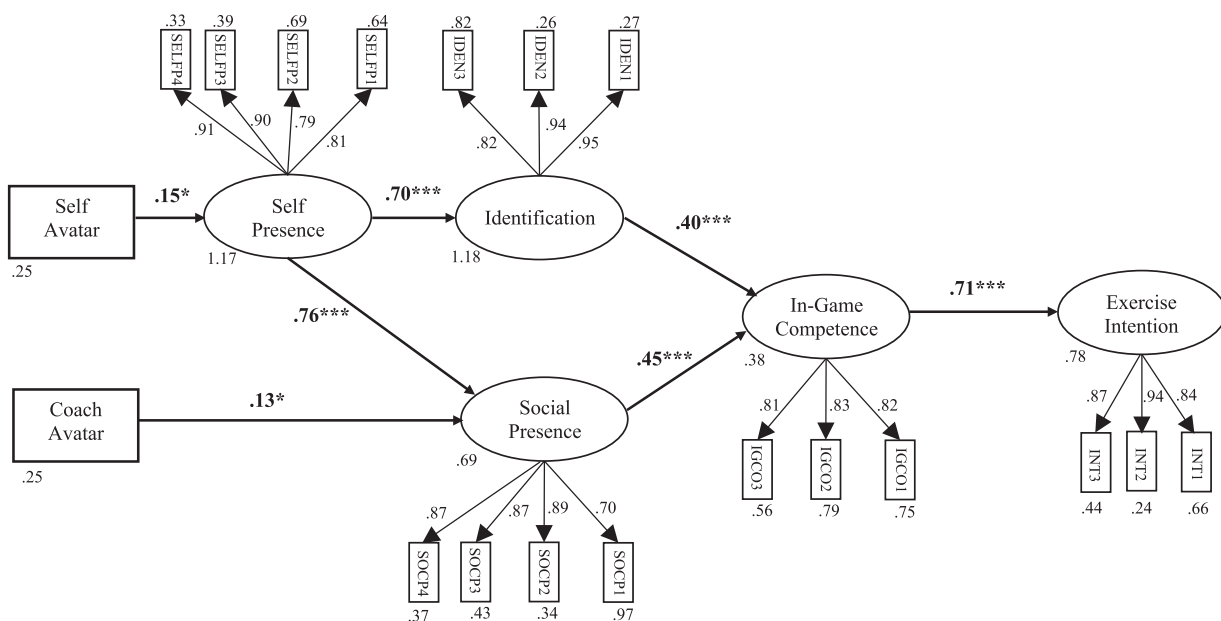 .33
.39
.69
.64
.82
.26
.27
SELFP4
SELFP3
SELFP2
SELFP1
IDEN3
IDEN2
IDEN1
.91
.90
.79
.81
.82
.94
.95
.15*
.70***
Self
Avatar
Self
Presence
Identification
.40***
.25
1.17
1.18
.76***
In-Game
Competence
.71***
Exercise
Intention
.38
.78
.45***
.13*
Coach
Avatar
Social
Presence
.25
.69
.81
.83
.82
.87
.94
.84
IGCO3
IGCO2
IGCO1
INT3
INT2
INT1
.56
.79
.75
.44
.24
.66
.87
.87
.89
.70
SOCP4
SOCP3
SOCP2
SOCP1
.37
.43
.34
.97